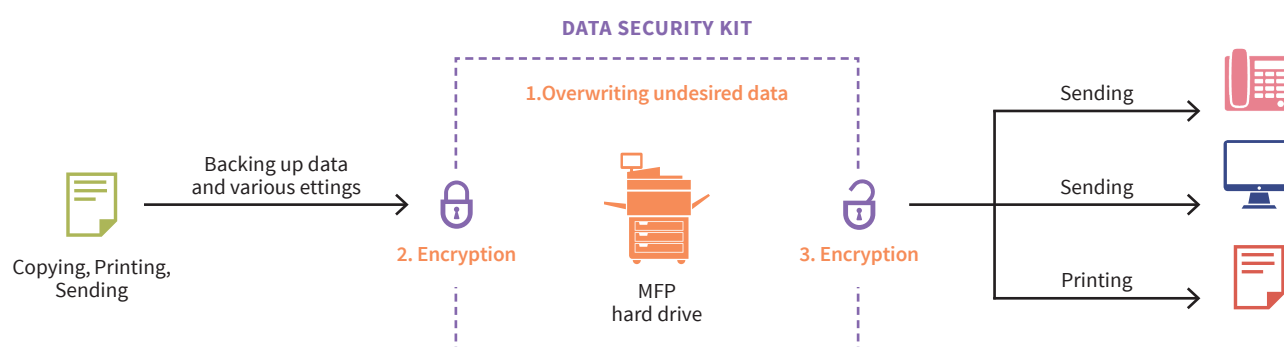 DATA SECURITY KIT
1.Overwriting undesired data
Sending
Backing up data
and various ettings
Sending
2. Encryption
3. Encryption
Copying, Printing,
Sending
MFP
hard drive
Printing